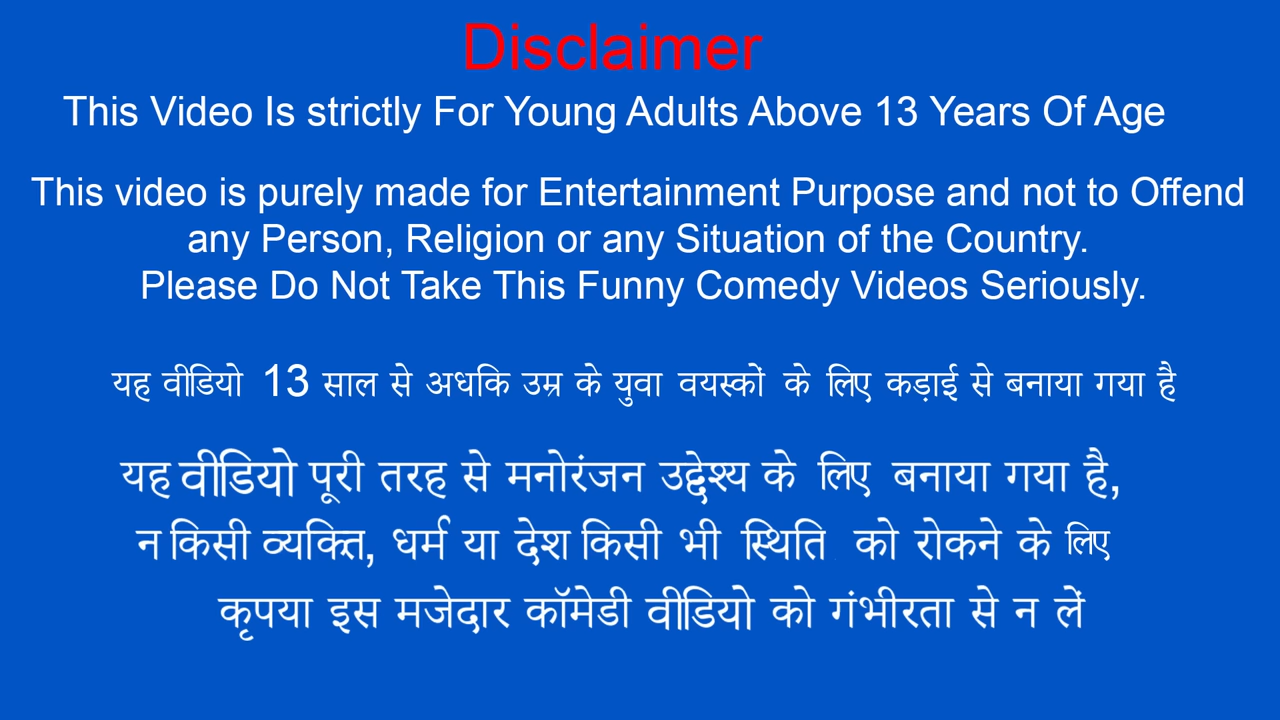 Disclaimer
This Video Is strictly For Young Adults Above 13 Years Of Age
This video is purely made for Entertainment Purpose and not to Offend
any Person, Religion or any Situation of the Country.
Please Do Not Take This Funny Comedy Videos Seriously.
यह वीडियो 13 साल से अधकि उम्र के युवा वयस्कों के लिए कड़ाई से बनाया गया है
यह वीडियो पूरी तरह से मनोरंजन उद्देश्य के लिए बनाया गया है,
न किसी व्यक्ति, धर्म या देश किसी भी स्थिति को रोकने के लिए
कृपया इस मजेदार कॉमेडी वीडियो को गंभीरता से न लें